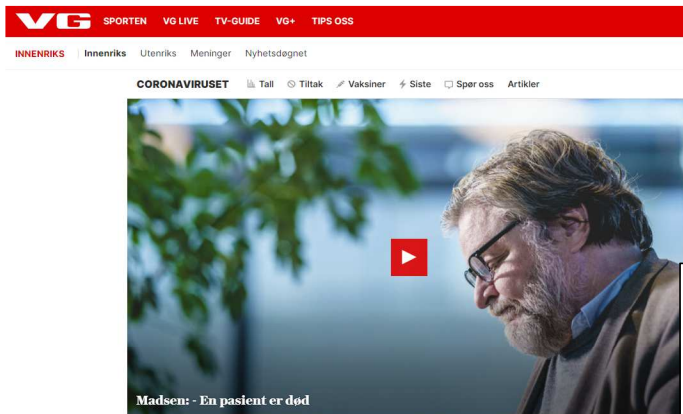 VG SPORTEN VG LIVE TV-GUIDE VG+ TIPS OSS
INNENRIKS Innenriks Utenriks Meninger Nyhetsdøgnet
CORONAVIRUSET Tall Tiltak Vaksiner Siste Spør oss Artikler
Madsen: - En pasient er død